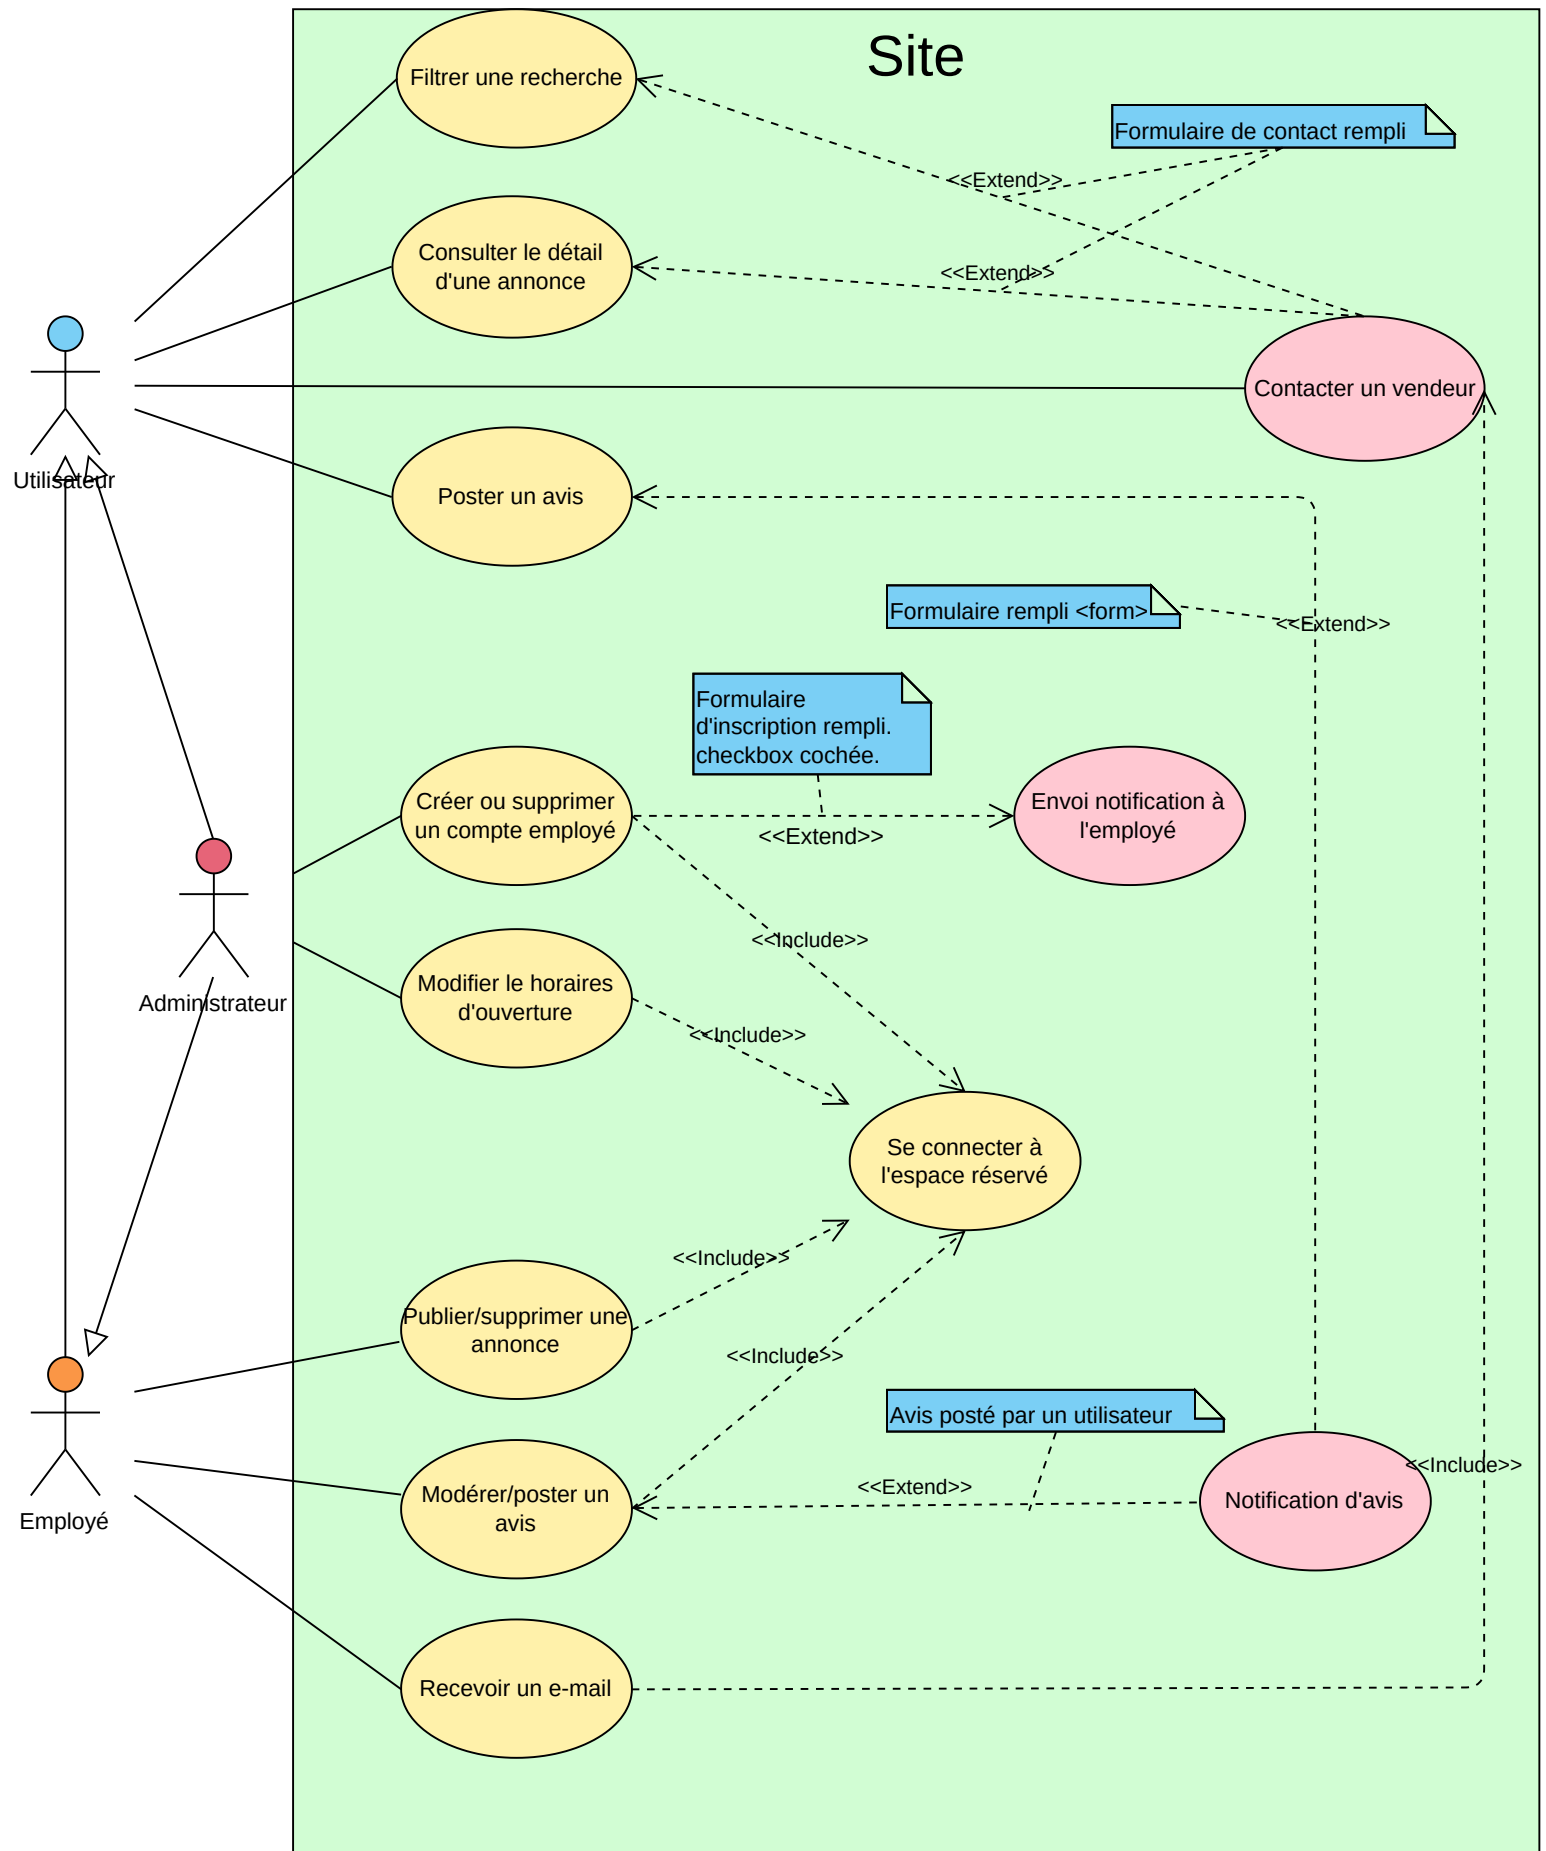 Site
Filtrer une recherche
Formulaire de contact rempli
<<Extend>>
Consulter le détail
d'une annonce
<<Extend>>
Contacter un vendeur
Utilisateur
Poster un avis
Formulaire rempli <form>
<<Extend>>
Formulaire
d'inscription rempli.
checkbox cochée.
Créer ou supprimer
un compte employé
<<Extend>>
Envoi notification à
l'employé
<<Include>>
Administrateur
Modifier le horaires
d'ouverture
<<Include>>
Se connecter à
l'espace réservé
<<Include>>
Publier/supprimer une
annonce
<<Include>>
Avis posté par un utilisateur
<<Include>>
Employé
Modérer/poster un
avis
<<Extend>>
Notification d'avis
Recevoir un e-mail